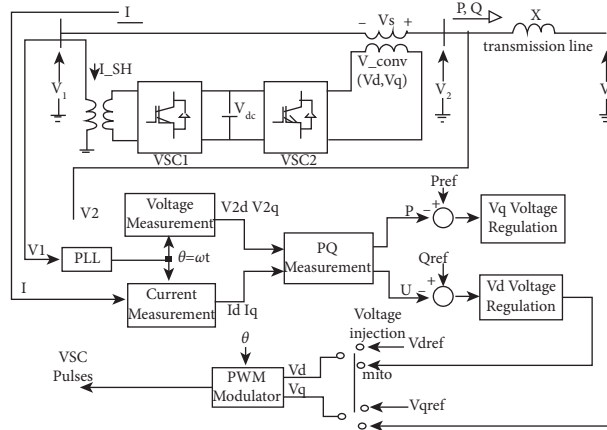 I
− Vs +
P, Q
X
transmission line
I_SH
V_conv
(Vd,Vq)
V1
Vdc
V2
V
VSC1
VSC2
V2
Voltage
Measurement
V2d V2q
Pref
P
− +
Vq Voltage
Regulation
V1
PLL
θ=ωt
PQ
Measurement
Qref
I
Current
Measurement
Id Iq
U
− +
Vd Voltage
Regulation
Voltage
injection
Vdref
θ
VSC
Pulses
PWM
Modulator
Vd
Vq
mito
Vqref